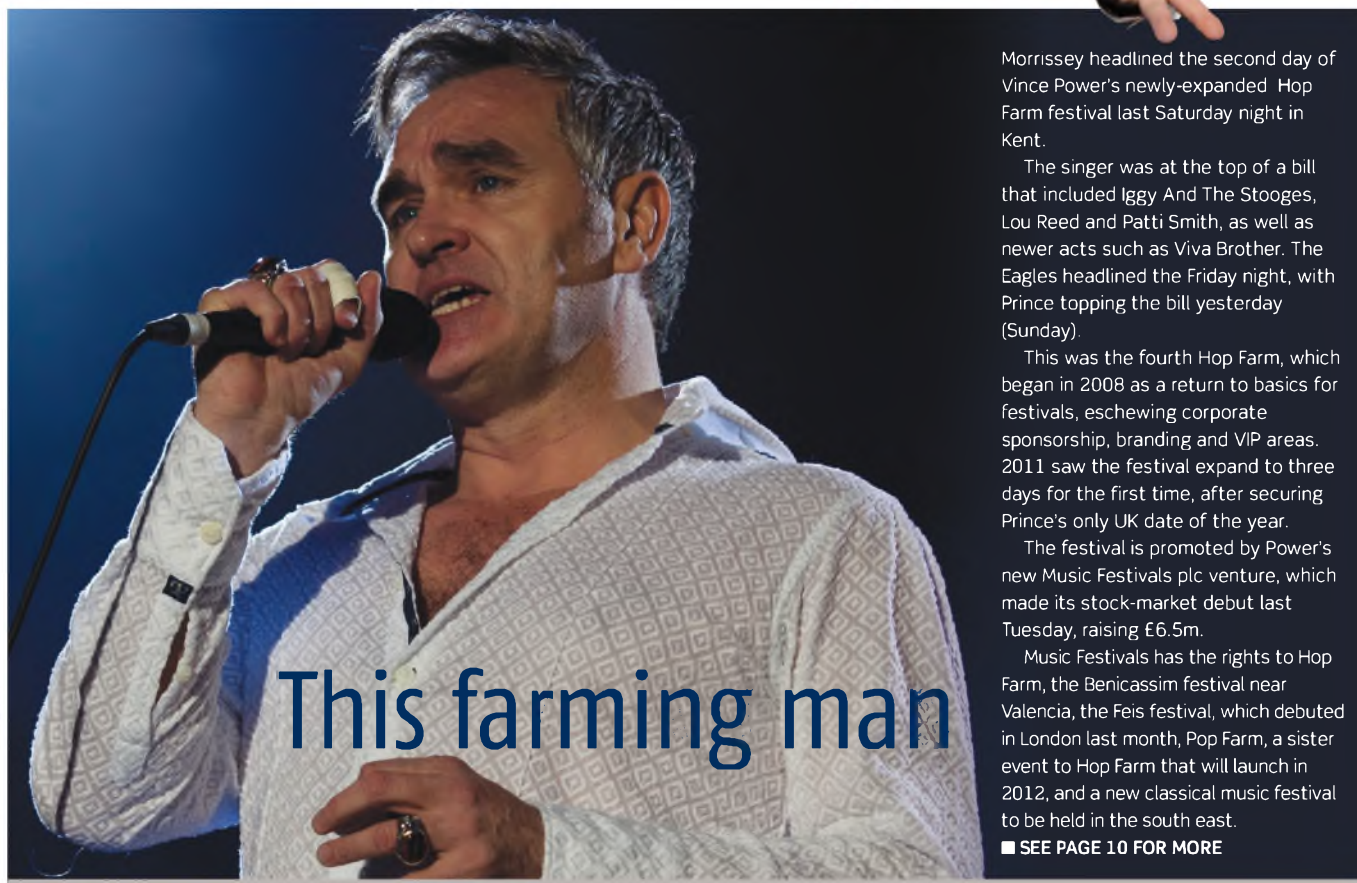 This farming man
Morrissey headlined the second day of
Vince Power's newly-expanded Hop
Farm festival last Saturday night in
Kent.
The singer was at the top of a bill
that included Iggy And The Stooges,
Lou Reed and Patti Smith, as well as
newer acts such as Viva Brother. The
Eagles headlined the Friday night, with
Prince topping the bill yesterday
(Sunday).
This was the fourth Hop Farm, which
began in 2008 as a return to basics for
festivals, eschewing corporate
sponsorship, branding and VIP areas.
2011 saw the festival expand to three
days for the first time, after securing
Prince's only UK date of the year.
The festival is promoted by Power's
new Music Festivals plc venture, which
made its stock-market debut last
Tuesday, raising £6.5m.
Music Festivals has the rights to Hop
Farm, the Benicassim festival near
Valencia, the Feis festival, which debuted
in London last month, Pop Farm, a sister
event to Hop Farm that will launch in
2012, and a new classical music festival
to be held in the south east.
■ SEE PAGE 10 FOR MORE